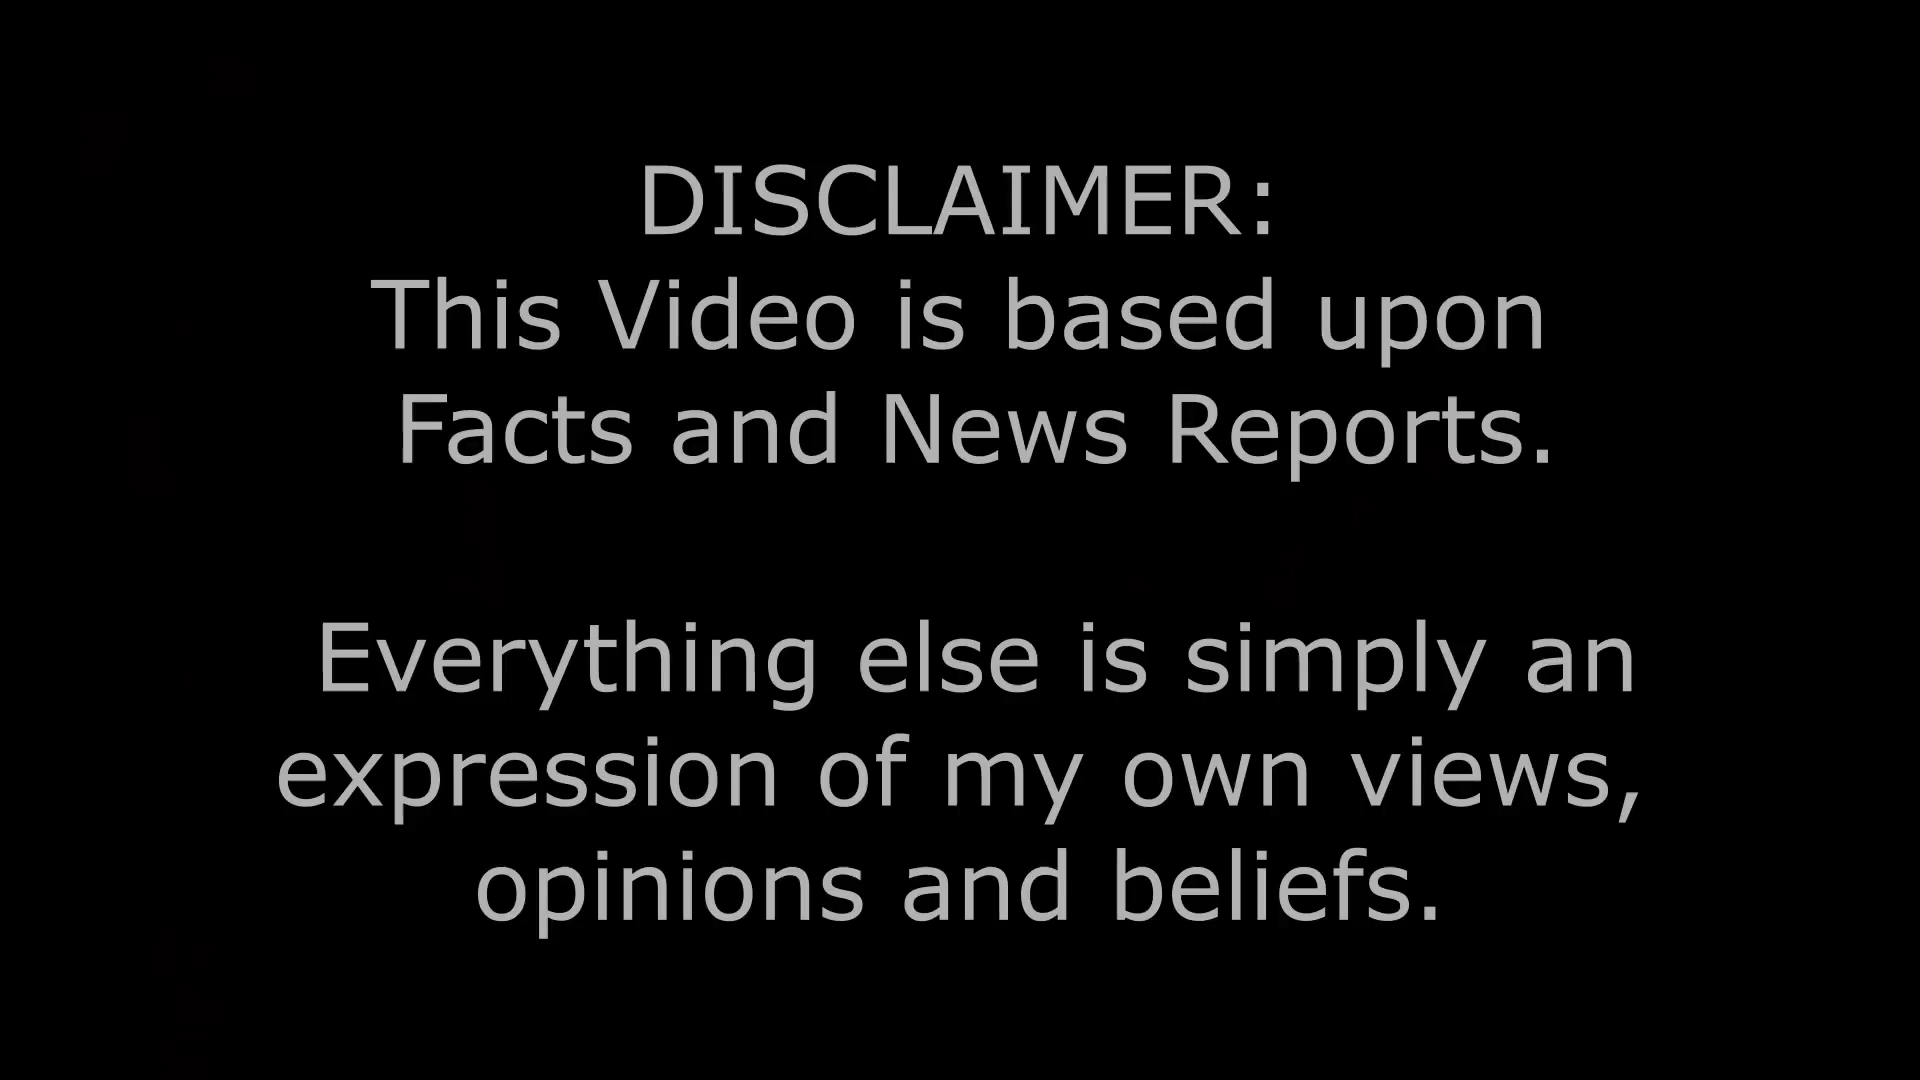 DISCLAIMER:
This Video is based upon
Facts and News Reports.
Everything else is simply an
expression of my own views,
opinions and beliefs.